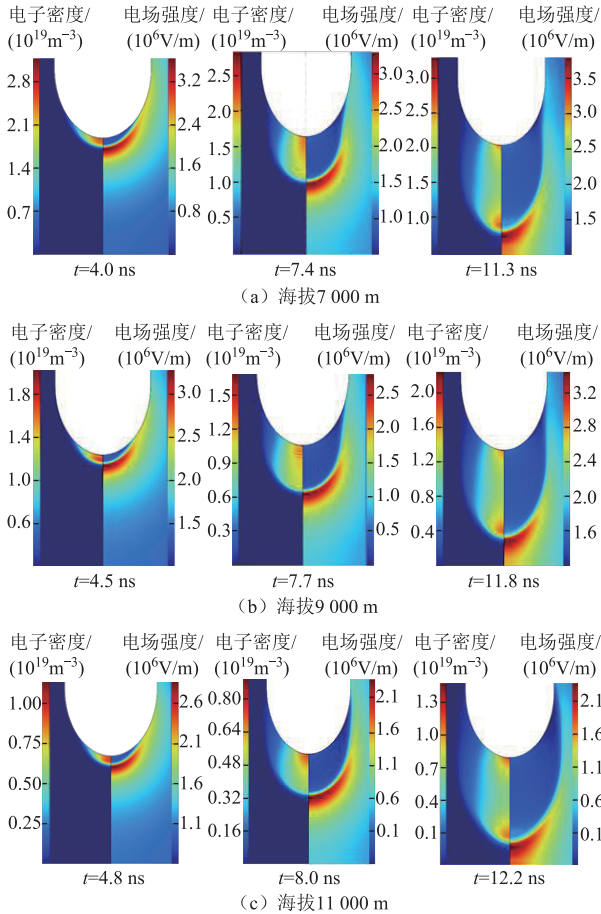 电子密度/ 电场强度/ 电子密度/ 电场强度/ 电子密度/ 电场强度/
(10¹⁹m⁻³) (10⁶V/m) (10¹⁹m⁻³) (10⁶V/m) (10¹⁹m⁻³) (10⁶V/m)
2.8 3.2 2.5 3.0 3.0 3.5
2.1 2.4 2.0 2.5 2.5 3.0
1.4 1.6 1.5 2.0 2.0 2.5
0.7 0.8 1.0 1.5 1.5 2.0
0.5 1.0 1.0 1.5
t=4.0 ns t=7.4 ns t=11.3 ns
（a）海拔7 000 m
电子密度/ 电场强度/ 电子密度/ 电场强度/ 电子密度/ 电场强度/
(10¹⁹m⁻³) (10⁶V/m) (10¹⁹m⁻³) (10⁶V/m) (10¹⁹m⁻³) (10⁶V/m)
1.8 3.0 1.5 2.5 2.0 3.2
1.4 2.5 1.2 2.0 1.6 2.8
1.0 2.0 0.9 1.5 1.2 2.4
0.6 1.5 0.6 1.0 0.8 2.0
0.3 0.5 0.4 1.6
t=4.5 ns t=7.7 ns t=11.8 ns
（b）海拔9 000 m
电子密度/ 电场强度/ 电子密度/ 电场强度/ 电子密度/ 电场强度/
(10¹⁹m⁻³) (10⁶V/m) (10¹⁹m⁻³) (10⁶V/m) (10¹⁹m⁻³) (10⁶V/m)
1.00 2.6 0.80 2.1 1.3 2.1
0.75 2.1 0.64 1.6 1.0 1.6
0.50 1.6 0.48 1.1 0.7 1.1
0.25 1.1 0.32 0.6 0.4 0.6
0.16 0.1 0.1 0.1
t=4.8 ns t=8.0 ns t=12.2 ns
（c）海拔11 000 m